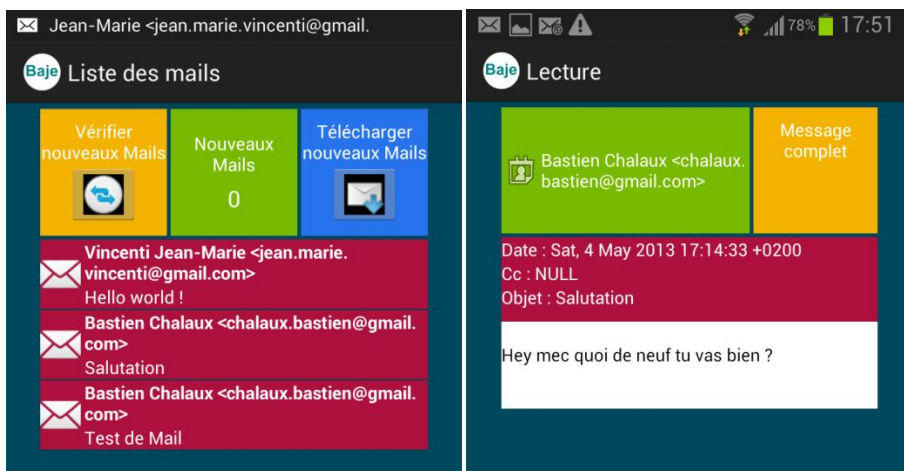 Jean-Marie <jean.marie.vincenti@gmail.
Baje Liste des mails
Vérifier
nouveaux Mails
Nouveaux
Mails
0
Télécharger
nouveaux Mails
Vincenti Jean-Marie <jean.marie.
vincenti@gmail.com>
Hello world !
Bastien Chalaux <chalaux.bastien@gmail.
com>
Salutation
Bastien Chalaux <chalaux.bastien@gmail.
com>
Test de Mail
78% 17:51
Baje Lecture
Bastien Chalaux <chalaux.
bastien@gmail.com>
Message
complet
Date : Sat, 4 May 2013 17:14:33 +0200
Cc : NULL
Objet : Salutation
Hey mec quoi de neuf tu vas bien ?